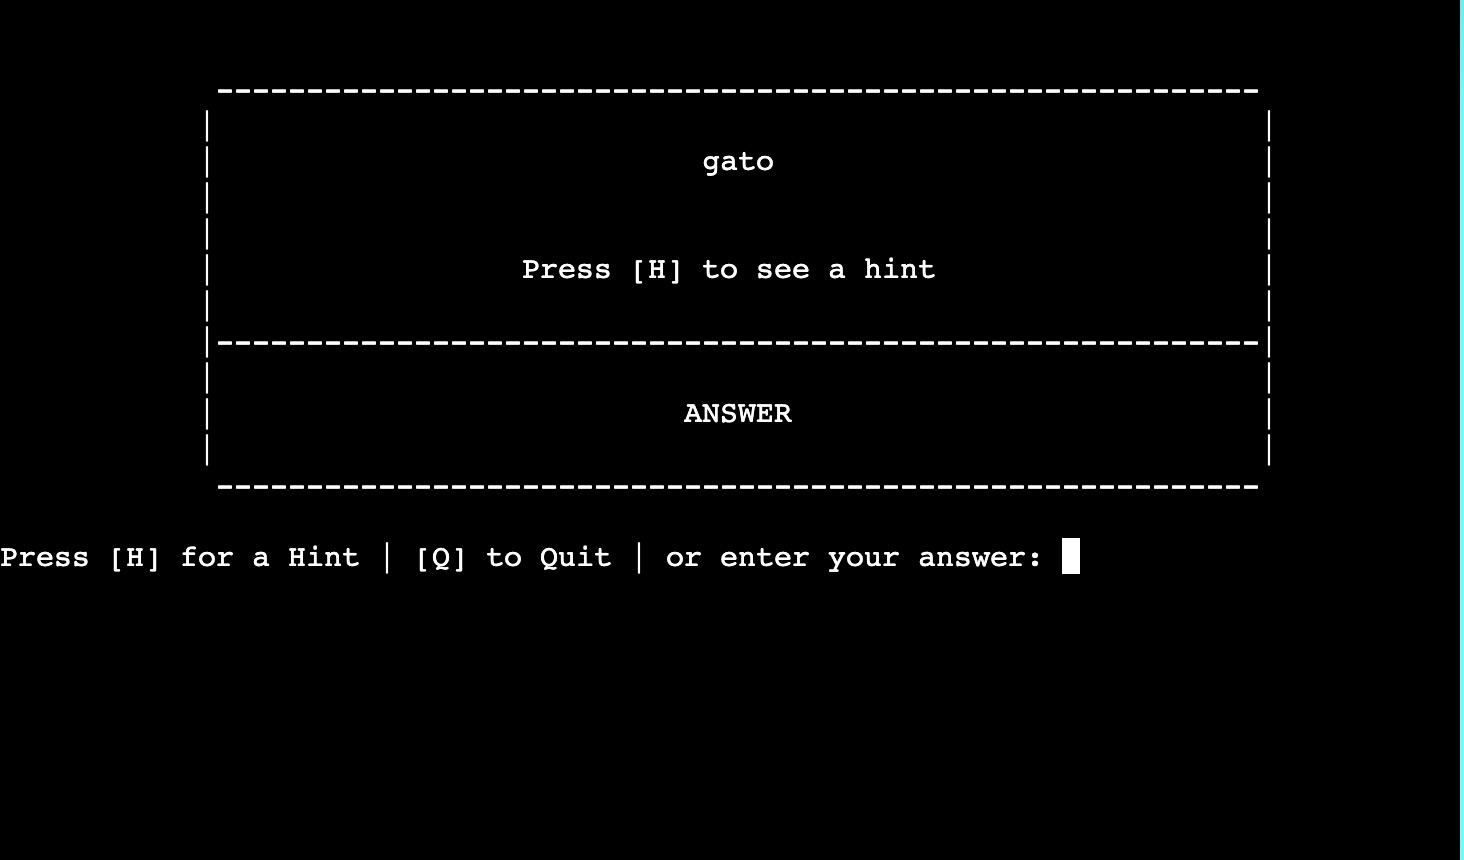 gato
Press [H] to see a hint
ANSWER
Press [H] for a Hint | [Q] to Quit | or enter your answer: